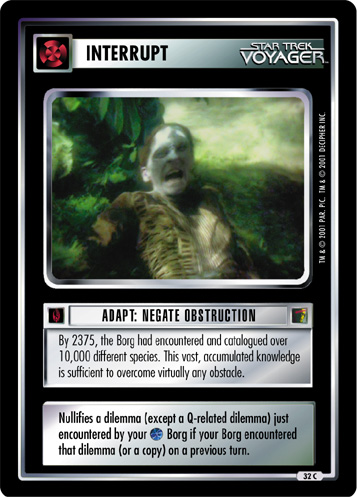 INTERRUPT
STAR TREK
VOYAGER™
TM & © 2001 PAR. PIC. TM & © 2001 DECIPHER INC.
ADAPT: NEGATE OBSTRUCTION
By 2375, the Borg had encountered and catalogued over
10,000 different species. This vast, accumulated knowledge
is sufficient to overcome virtually any obstacle.
Nullifies a dilemma (except a Q-related dilemma) just
encountered by your Borg if your Borg encountered
that dilemma (or a copy) on a previous turn.
32 C